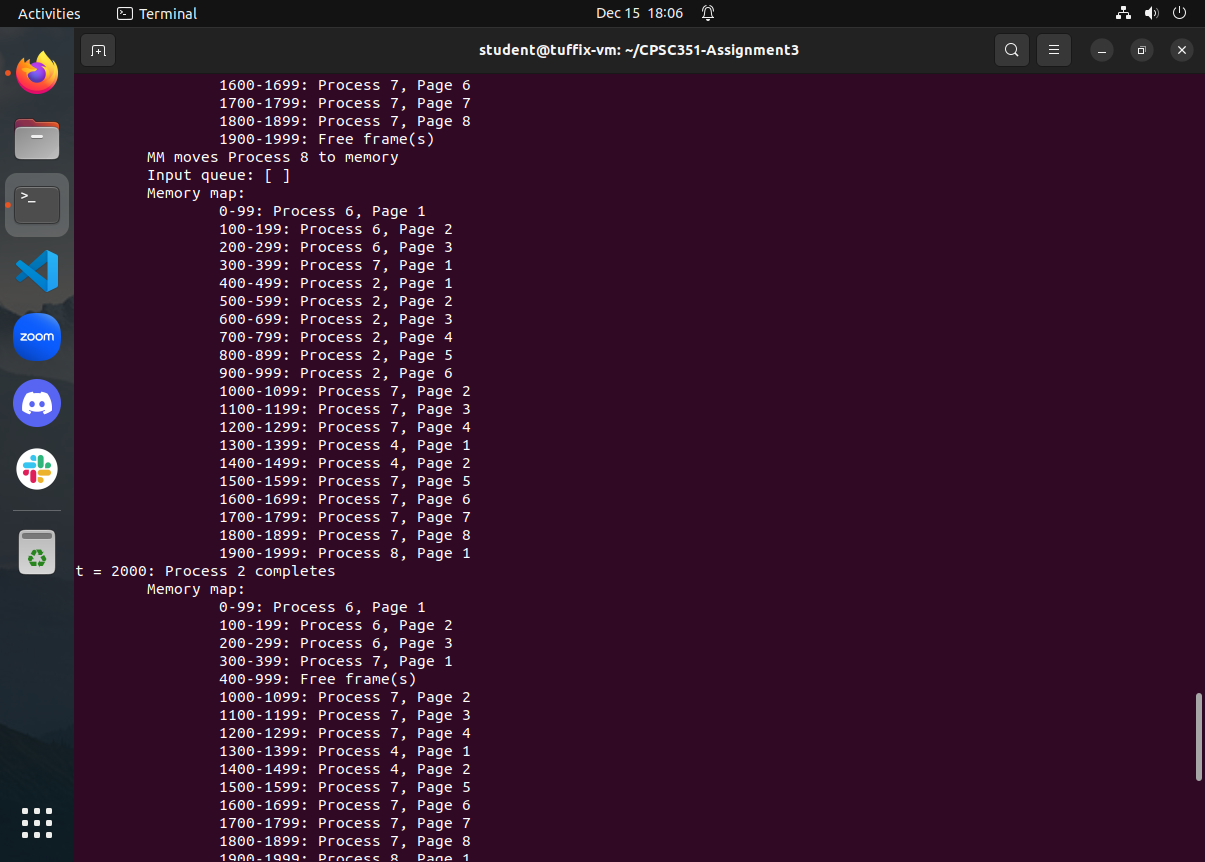 Activities
Terminal
Dec 15 18:06
student@tuffix-vm: ~/CPSC351-Assignment3
zoom
1600-1699: Process 7, Page 6
1700-1799: Process 7, Page 7
1800-1899: Process 7, Page 8
1900-1999: Free frame(s)
MM moves Process 8 to memory
Input queue: [ ]
Memory map:
0-99: Process 6, Page 1
100-199: Process 6, Page 2
200-299: Process 6, Page 3
300-399: Process 7, Page 1
400-499: Process 2, Page 1
500-599: Process 2, Page 2
600-699: Process 2, Page 3
700-799: Process 2, Page 4
800-899: Process 2, Page 5
900-999: Process 2, Page 6
1000-1099: Process 7, Page 2
1100-1199: Process 7, Page 3
1200-1299: Process 7, Page 4
1300-1399: Process 4, Page 1
1400-1499: Process 4, Page 2
1500-1599: Process 7, Page 5
1600-1699: Process 7, Page 6
1700-1799: Process 7, Page 7
1800-1899: Process 7, Page 8
1900-1999: Process 8, Page 1
t = 2000: Process 2 completes
Memory map:
0-99: Process 6, Page 1
100-199: Process 6, Page 2
200-299: Process 6, Page 3
300-399: Process 7, Page 1
400-999: Free frame(s)
1000-1099: Process 7, Page 2
1100-1199: Process 7, Page 3
1200-1299: Process 7, Page 4
1300-1399: Process 4, Page 1
1400-1499: Process 4, Page 2
1500-1599: Process 7, Page 5
1600-1699: Process 7, Page 6
1700-1799: Process 7, Page 7
1800-1899: Process 7, Page 8
1900-1999: Process 8, Page 1